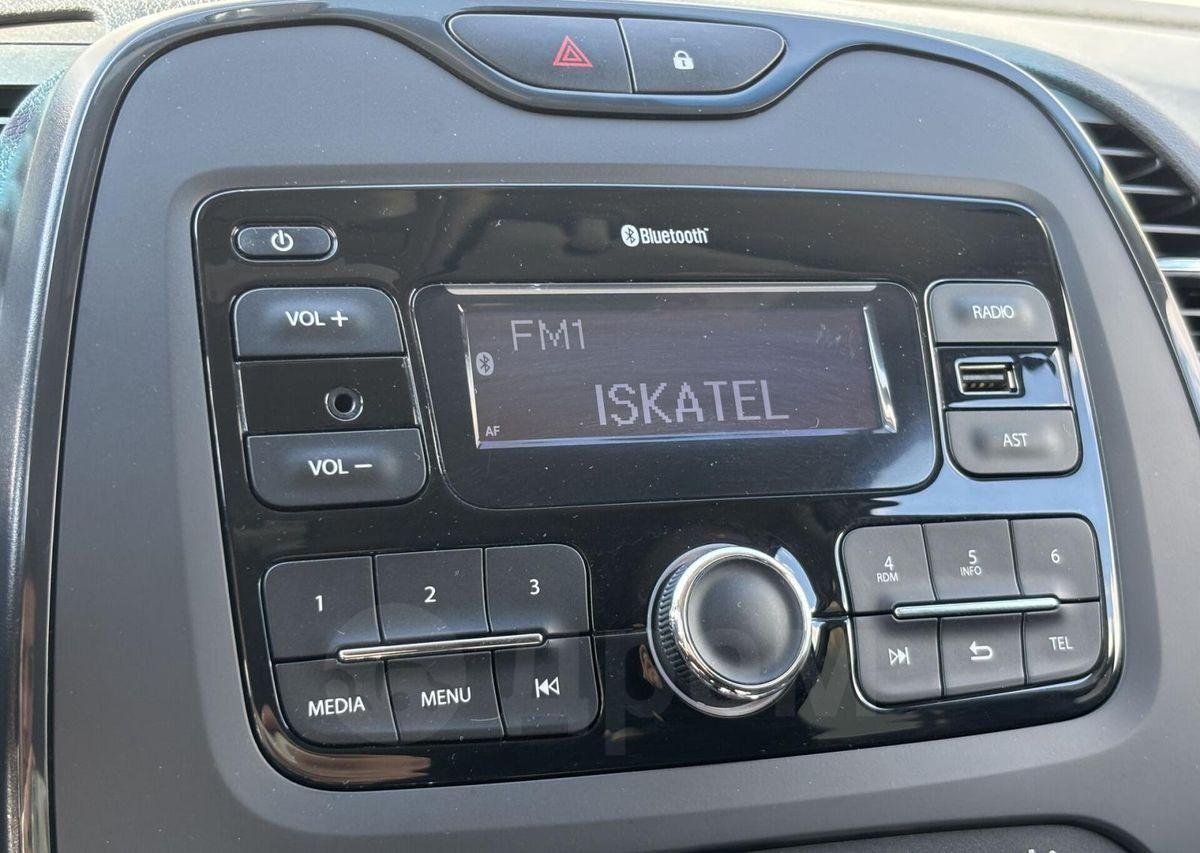 Bluetooth
VOL +
RADIO
FM1
ISKATEL
AF
VOL −
AST
1
2
3
4
RDM
5
INFO
6
MEDIA
MENU
TEL
Дром